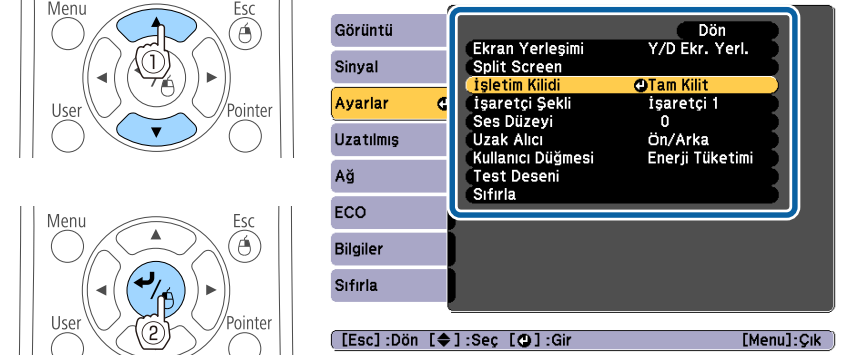 Menu Esc
①
User Pointer
Menu Esc
User Pointer
②
Görüntü
Sinyal
Ayarlar
Uzatılmış
Ağ
ECO
Bilgiler
Sıfırla
Dön
Ekran Yerleşimi Y/D Ekr. Yerl.
Split Screen
İşletim Kilidi Tam Kilit
İşaretçi Şekli İşaretçi 1
Ses Düzeyi 0
Uzak Alıcı Ön/Arka
Kullanıcı Düğmesi Enerji Tüketimi
Test Deseni
Sıfırla
[Esc] :Dön [◆] :Seç [⏎] :Gir [Menu]:Çık